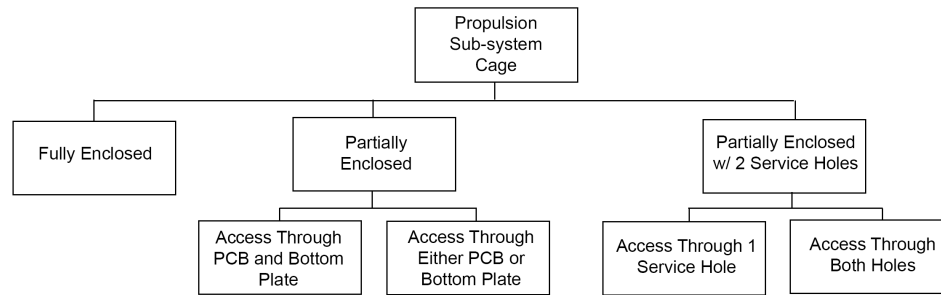 Propulsion
Sub-system
Cage
Fully Enclosed
Partially
Enclosed
Partially Enclosed
w/ 2 Service Holes
Access Through
PCB and Bottom
Plate
Access Through
Either PCB or
Bottom Plate
Access Through 1
Service Hole
Access Through
Both Holes